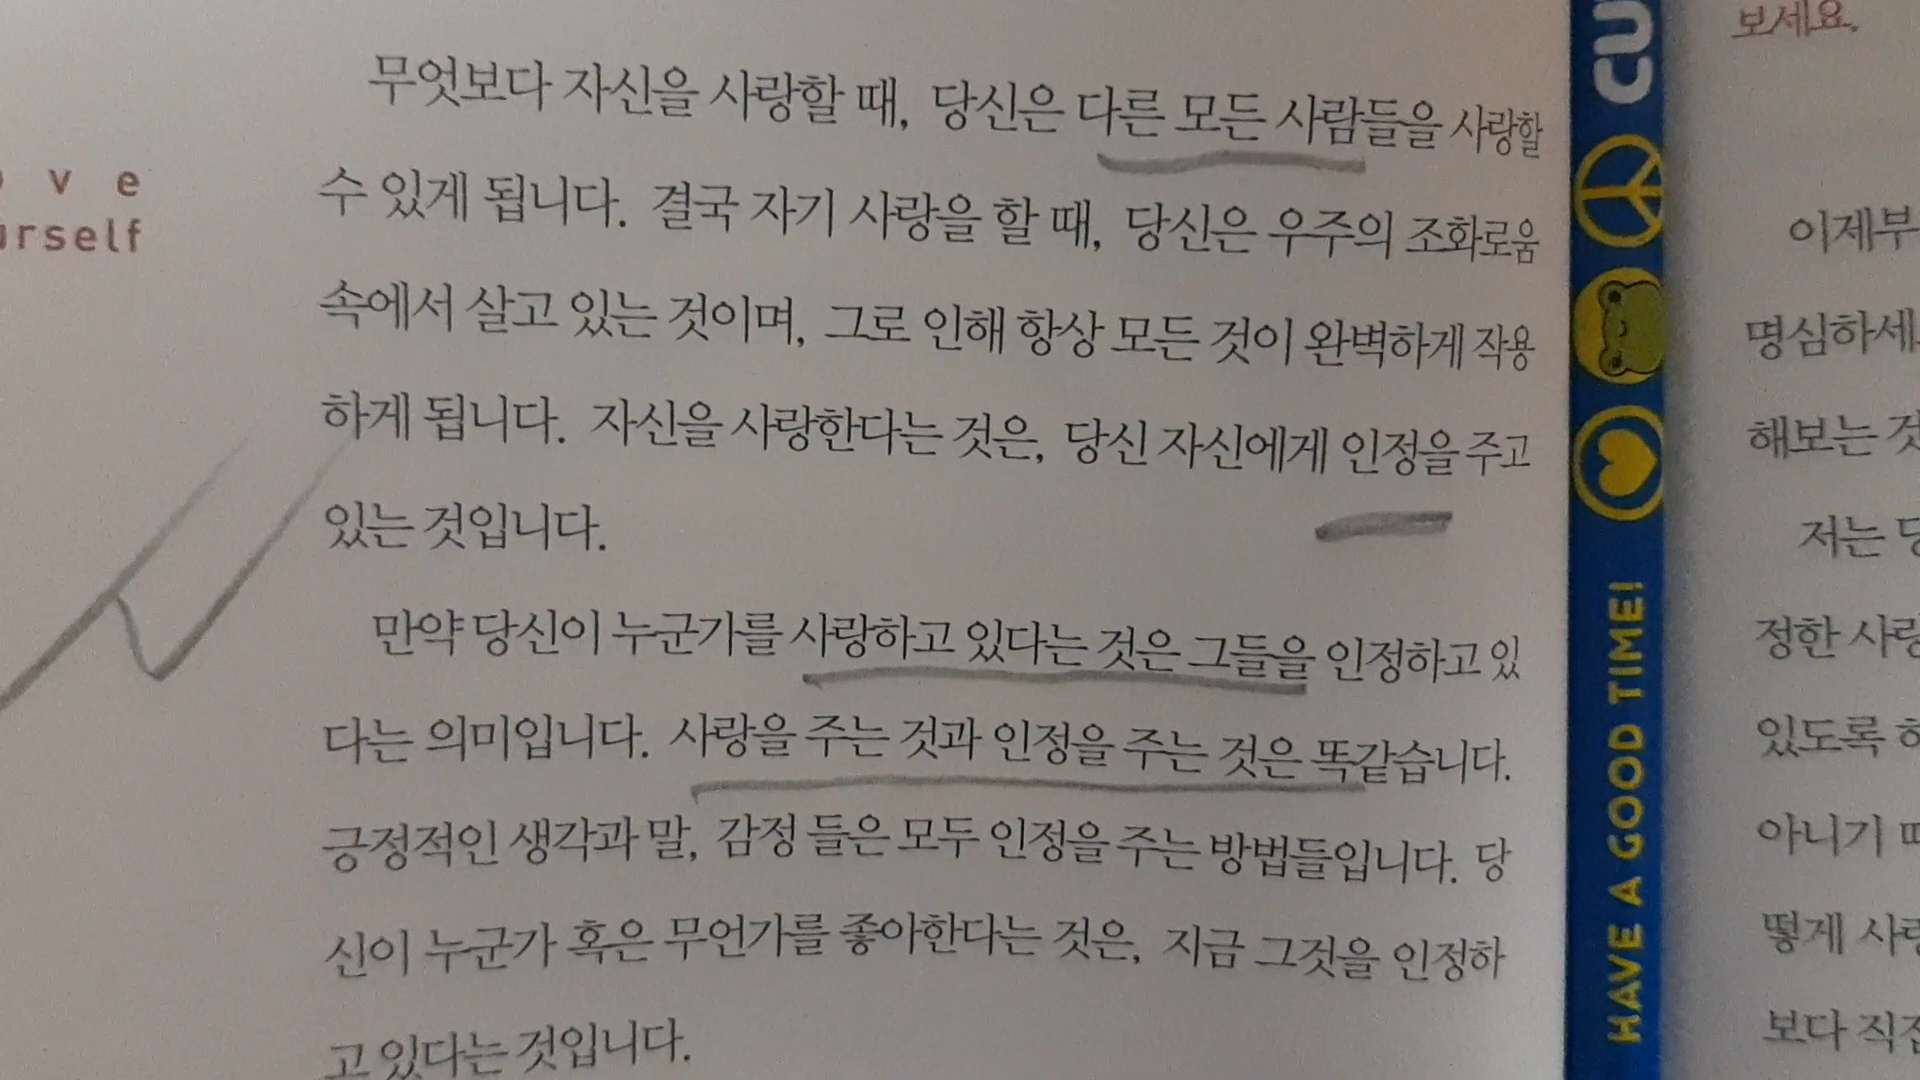 ve
urself
무엇보다 자신을 사랑할 때, 당신은 다른 모든 사람들을 사랑할
수 있게 됩니다. 결국 자기 사랑을 할 때, 당신은 우주의 조화로움
속에서 살고 있는 것이며, 그로 인해 항상 모든 것이 완벽하게 작용
하게 됩니다. 자신을 사랑한다는 것은, 당신 자신에게 인정을 주고
있는 것입니다.
만약 당신이 누군가를 사랑하고 있다는 것은 그들을 인정하고 있
다는 의미입니다. 사랑을 주는 것과 인정을 주는 것은 똑같습니다.
긍정적인 생각과 말, 감정 들은 모두 인정을 주는 방법들입니다. 당
신이 누군가 혹은 무언가를 좋아한다는 것은, 지금 그것을 인정하
고 있다는 것입니다.
CU
HAVE A GOOD TIME!
보세요.
이제부
명심하세
해보는 것
저는 당
정한 사랑
있도록 하
아니기 때
떻게 사랑
보다 직접